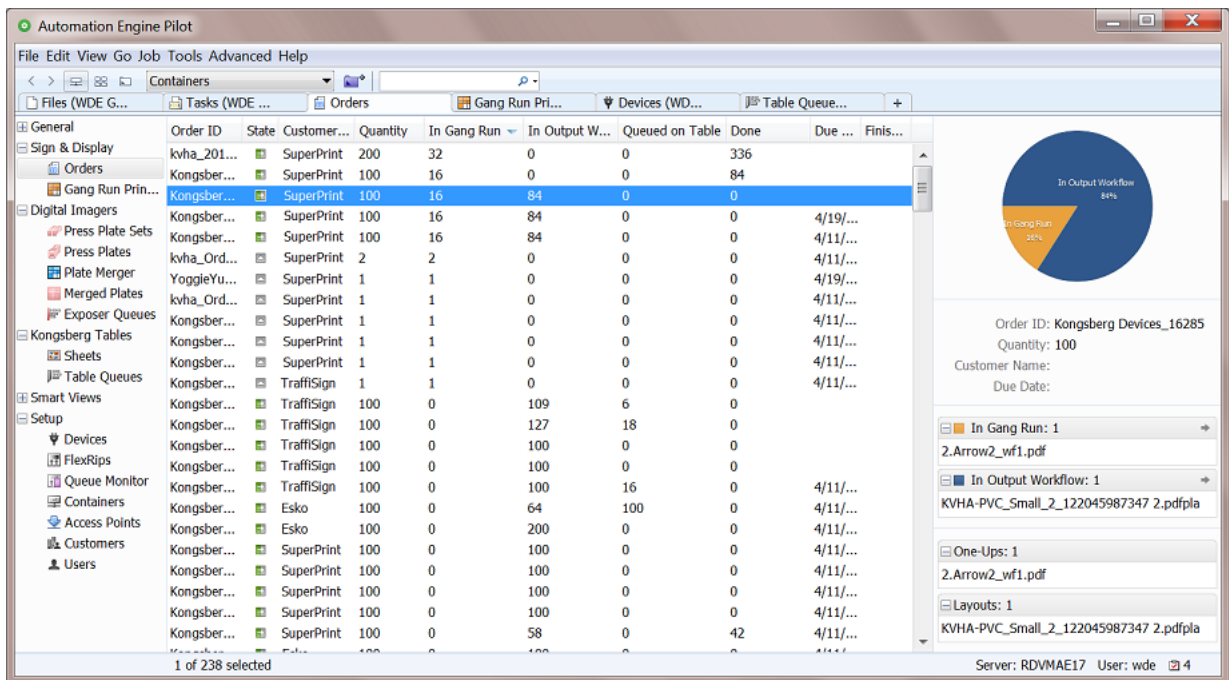 Automation Engine Pilot
File Edit View Go Job Tools Advanced Help
Containers
Files (WDE G... Tasks (WDE ... Orders Gang Run Pri... Devices (WD... Table Queue... +
General
Sign & Display
Orders
Gang Run Prin...
Digital Imagers
Press Plate Sets
Press Plates
Plate Merger
Merged Plates
Exposer Queues
Kongsberg Tables
Sheets
Table Queues
Smart Views
Setup
Devices
FlexRips
Queue Monitor
Containers
Access Points
Customers
Users
Order ID State Customer... Quantity In Gang Run In Output W... Queued on Table Done Due ... Finis...
kvha_201... SuperPrint 200 32 0 0 336
Kongsber... SuperPrint 100 16 0 0 84
Kongsber... SuperPrint 100 16 84 0 0
Kongsber... SuperPrint 100 16 84 0 0 4/19/...
Kongsber... SuperPrint 100 16 84 0 0 4/11/...
kvha_Ord... SuperPrint 2 2 0 0 0 4/11/...
YoggieYu... SuperPrint 1 1 0 0 0 4/19/...
kvha_Ord... SuperPrint 1 1 0 0 0 4/11/...
Kongsber... SuperPrint 1 1 0 0 0 4/11/...
Kongsber... SuperPrint 1 1 0 0 0 4/11/...
Kongsber... SuperPrint 1 1 0 0 0 4/11/...
Kongsber... TraffiSign 1 1 0 0 0 4/11/...
Kongsber... TraffiSign 100 0 109 6 0
Kongsber... TraffiSign 100 0 127 18 0
Kongsber... TraffiSign 100 0 100 0 0
Kongsber... TraffiSign 100 0 100 0 0
Kongsber... TraffiSign 100 0 100 16 0 4/11/...
Kongsber... Esko 100 0 64 100 0 4/11/...
Kongsber... Esko 100 0 200 0 0 4/11/...
Kongsber... SuperPrint 100 0 100 0 0 4/11/...
Kongsber... SuperPrint 100 0 100 0 0 4/11/...
Kongsber... SuperPrint 100 0 100 0 0 4/11/...
Kongsber... SuperPrint 100 0 100 0 0 4/11/...
Kongsber... SuperPrint 100 0 58 0 42 4/11/...
In Output Workflow
84%
In Gang Run
16%
Order ID: Kongsberg Devices_16285
Quantity: 100
Customer Name:
Due Date:
In Gang Run: 1
2.Arrow2_wf1.pdf
In Output Workflow: 1
KVHA-PVC_Small_2_122045987347 2.pdfpla
One-Ups: 1
2.Arrow2_wf1.pdf
Layouts: 1
KVHA-PVC_Small_2_122045987347 2.pdfpla
1 of 238 selected
Server: RDVMAE17 User: wde 4